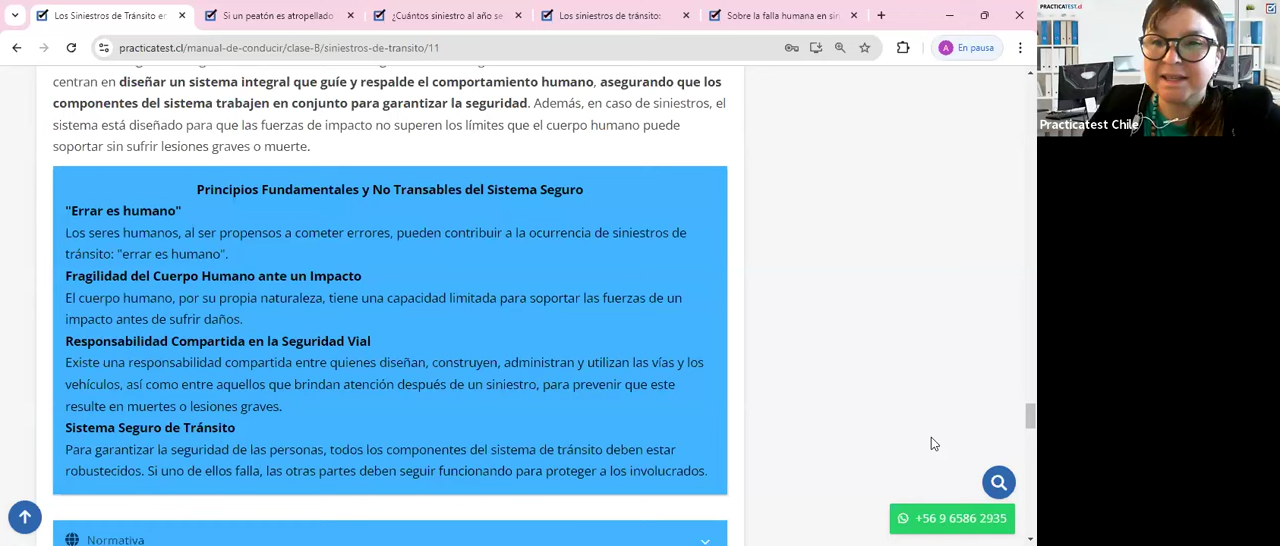 Los Siniestros de Tránsito en
Si un peatón es atropellado
¿Cuántos siniestro al año se
Los siniestros de tránsito:
Sobre la falla humana en sin
practicatest.cl/manual-de-conducir/clase-B/siniestros-de-transito/11
A
En pausa
PRACTICATEST.cl
Practicatest Chile
centran en diseñar un sistema integral que guíe y respalde el comportamiento humano, asegurando que los
componentes del sistema trabajen en conjunto para garantizar la seguridad. Además, en caso de siniestros, el
sistema está diseñado para que las fuerzas de impacto no superen los límites que el cuerpo humano puede
soportar sin sufrir lesiones graves o muerte.
Principios Fundamentales y No Transables del Sistema Seguro
"Errar es humano"
Los seres humanos, al ser propensos a cometer errores, pueden contribuir a la ocurrencia de siniestros de
tránsito: "errar es humano".
Fragilidad del Cuerpo Humano ante un Impacto
El cuerpo humano, por su propia naturaleza, tiene una capacidad limitada para soportar las fuerzas de un
impacto antes de sufrir daños.
Responsabilidad Compartida en la Seguridad Vial
Existe una responsabilidad compartida entre quienes diseñan, construyen, administran y utilizan las vías y los
vehículos, así como entre aquellos que brindan atención después de un siniestro, para prevenir que este
resulte en muertes o lesiones graves.
Sistema Seguro de Tránsito
Para garantizar la seguridad de las personas, todos los componentes del sistema de tránsito deben estar
robustecidos. Si uno de ellos falla, las otras partes deben seguir funcionando para proteger a los involucrados.
+56 9 6586 2935
Normativa